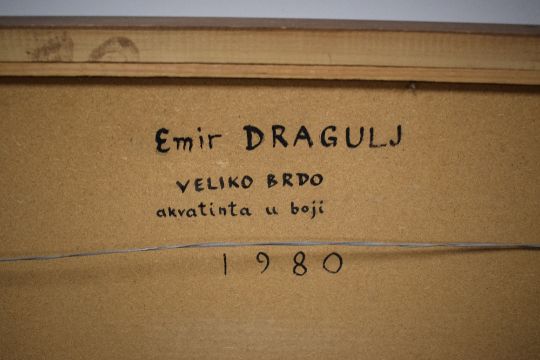 Emir DRAGULJ
VELIKO BRDO
akvatinta u boji
1980